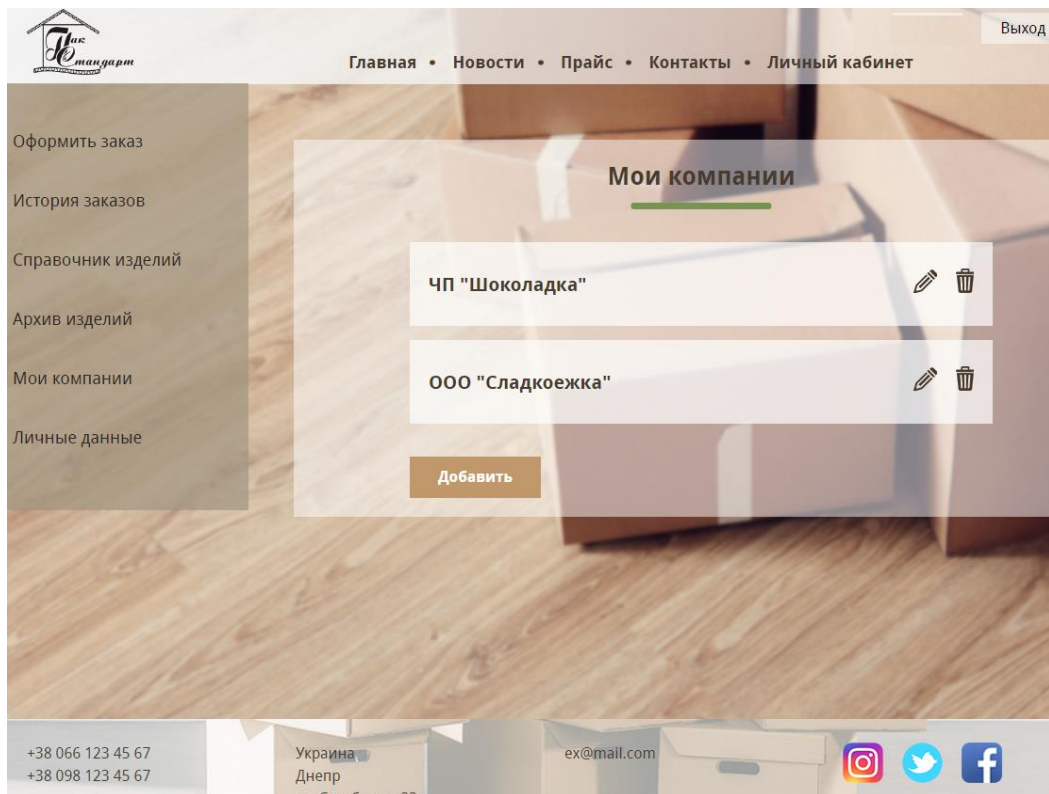 Пак
Стандарт
Выход
Главная • Новости • Прайс • Контакты • Личный кабинет
Оформить заказ
История заказов
Справочник изделий
Архив изделий
Мои компании
Личные данные
Мои компании
ЧП "Шоколадка"
ООО "Сладкоежка"
Добавить
+38 066 123 45 67
+38 098 123 45 67
Украина
Днепр
ex@mail.com